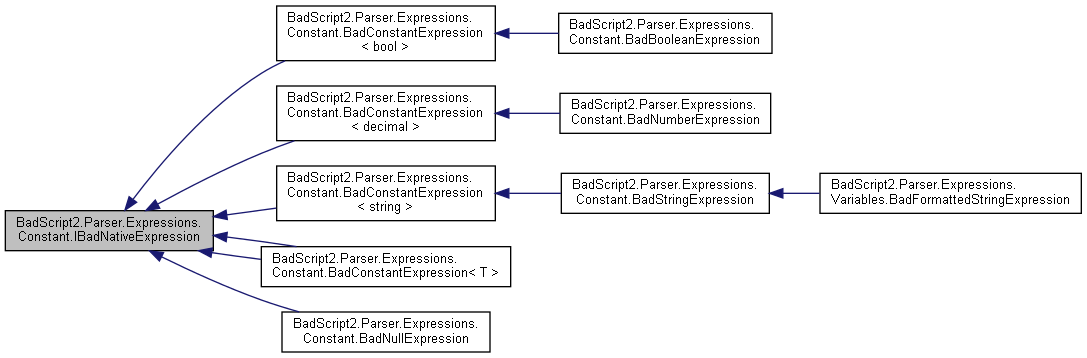 BadScript2.Parser.Expressions.
Constant.BadConstantExpression
< bool >
BadScript2.Parser.Expressions.
Constant.BadBooleanExpression
BadScript2.Parser.Expressions.
Constant.BadConstantExpression
< decimal >
BadScript2.Parser.Expressions.
Constant.BadNumberExpression
BadScript2.Parser.Expressions.
Constant.BadConstantExpression
< string >
BadScript2.Parser.Expressions.
Constant.BadStringExpression
BadScript2.Parser.Expressions.
Variables.BadFormattedStringExpression
BadScript2.Parser.Expressions.
Constant.IBadNativeExpression
BadScript2.Parser.Expressions.
Constant.BadConstantExpression< T >
BadScript2.Parser.Expressions.
Constant.BadNullExpression